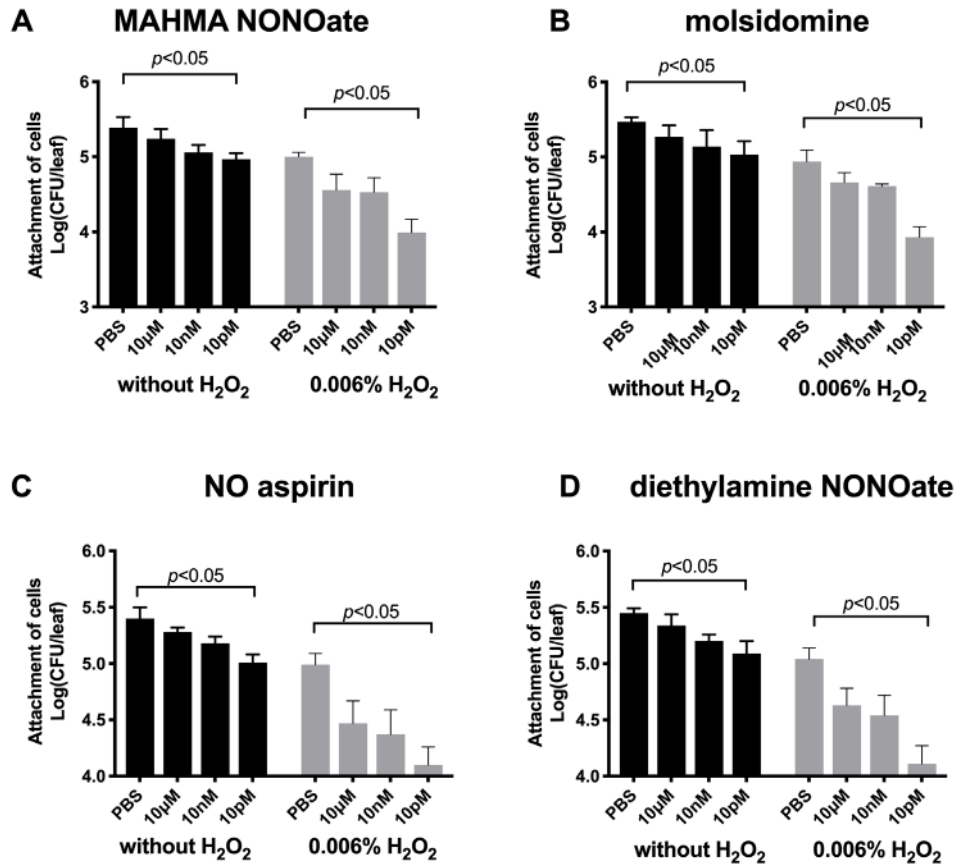 A MAHMA NONOate
Attachment of cells
Log(CFU/leaf)
6
5
4
3
p<0.05
p<0.05
PBS
10µM
10nM
10pM
PBS
10µM
10nM
10pM
without H₂O₂
0.006% H₂O₂
B molsidomine
Attachment of cells
Log(CFU/leaf)
6
5
4
3
p<0.05
p<0.05
PBS
10µM
10nM
10pM
PBS
10µM
10nM
10pM
without H₂O₂
0.006% H₂O₂
C NO aspirin
Attachment of cells
Log(CFU/leaf)
6.0
5.5
5.0
4.5
4.0
p<0.05
p<0.05
PBS
10µM
10nM
10pM
PBS
10µM
10nM
10pM
without H₂O₂
0.006% H₂O₂
D diethylamine NONOate
Attachment of cells
Log(CFU/leaf)
6.0
5.5
5.0
4.5
4.0
p<0.05
p<0.05
PBS
10µM
10nM
10pM
PBS
10µM
10nM
10pM
without H₂O₂
0.006% H₂O₂